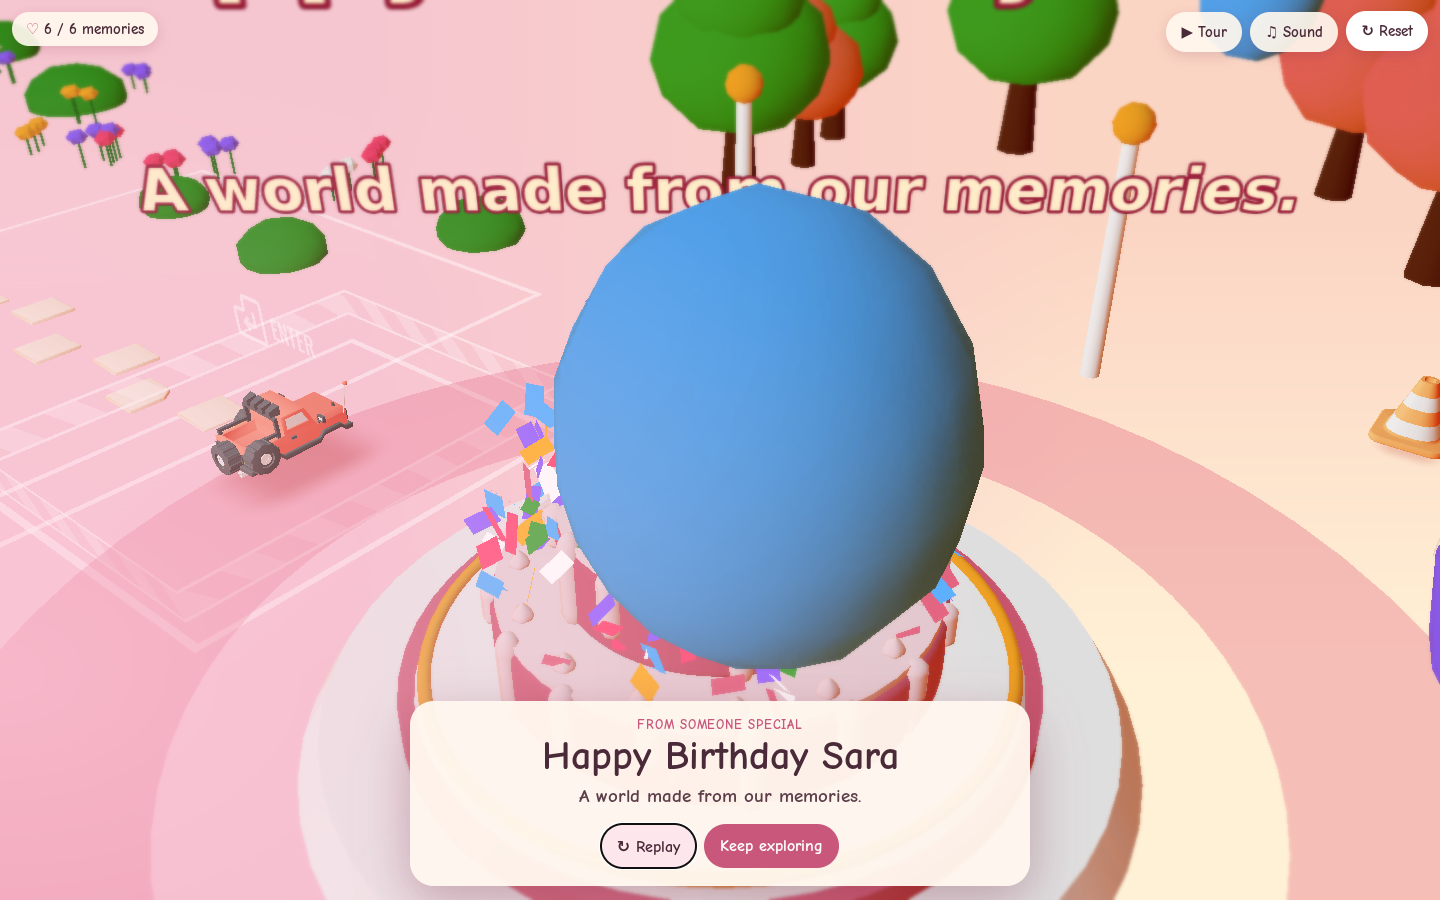 ♡ 6 / 6 memories
▶ Tour
♫ Sound
↻ Reset
A world made from our memories.
ENTER
FROM SOMEONE SPECIAL
Happy Birthday Sara
A world made from our memories.
↻ Replay
Keep exploring